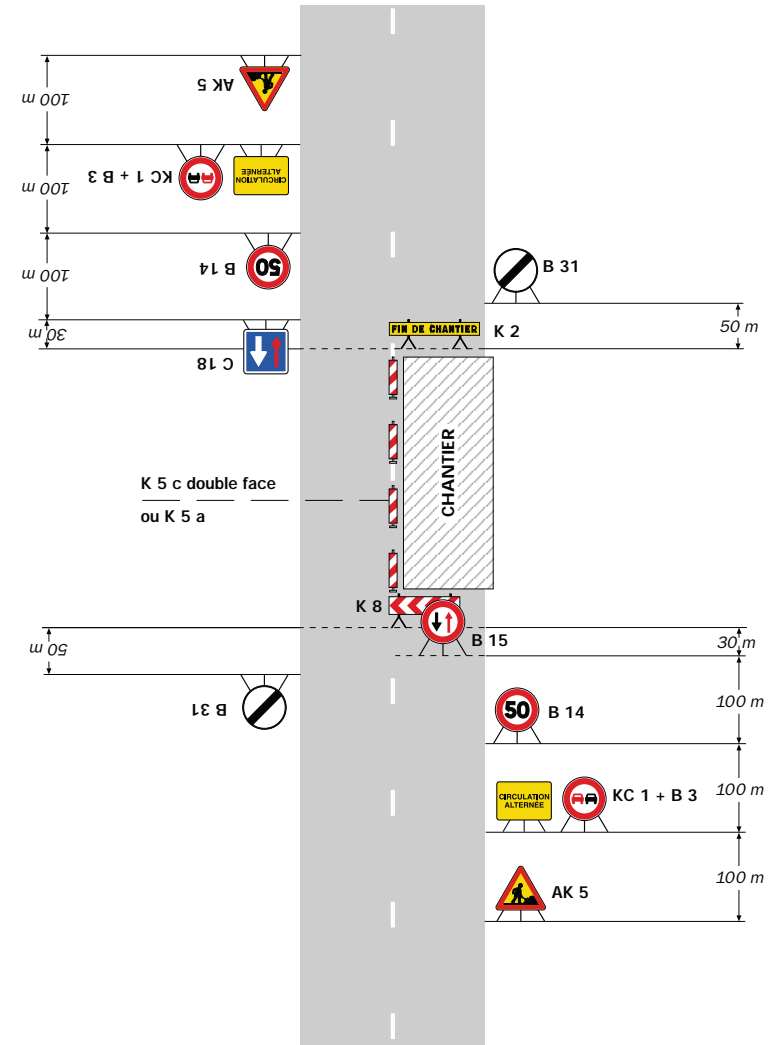 AK 5
100 m
KC 1 + B 3
CIRCULATION
ALTERNÉE
100 m
B 14
50
100 m
C 18
30 m
B 31
50 m
FIN DE CHANTIER
K 2
CHANTIER
K 5 c double face
ou K 5 a
K 8
B 15
30 m
50 m
B 31
50
B 14
100 m
CIRCULATION
ALTERNÉE
KC 1 + B 3
100 m
AK 5
100 m